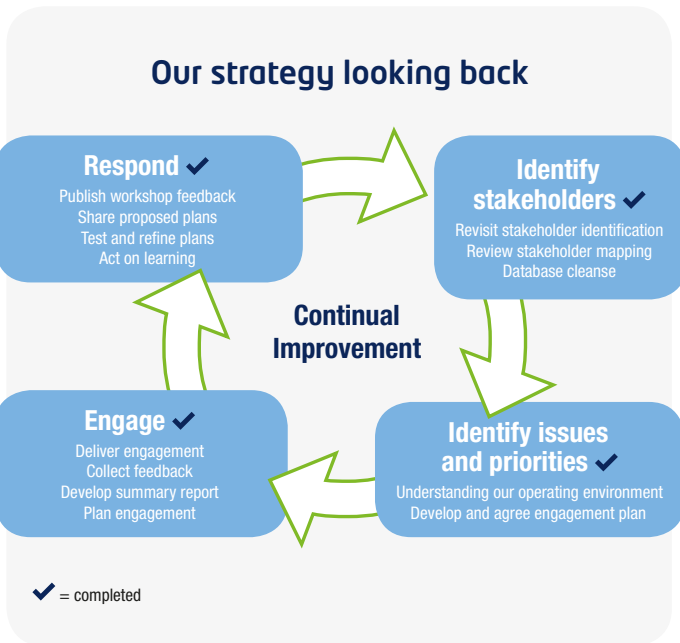 Our strategy looking back
Respond
Publish workshop feedback
Share proposed plans
Test and refine plans
Act on learning
Identify
stakeholders
Revisit stakeholder identification
Review stakeholder mapping
Database cleanse
Continual
Improvement
Engage
Deliver engagement
Collect feedback
Develop summary report
Plan engagement
Identify issues
and priorities
Understanding our operating environment
Develop and agree engagement plan
= completed